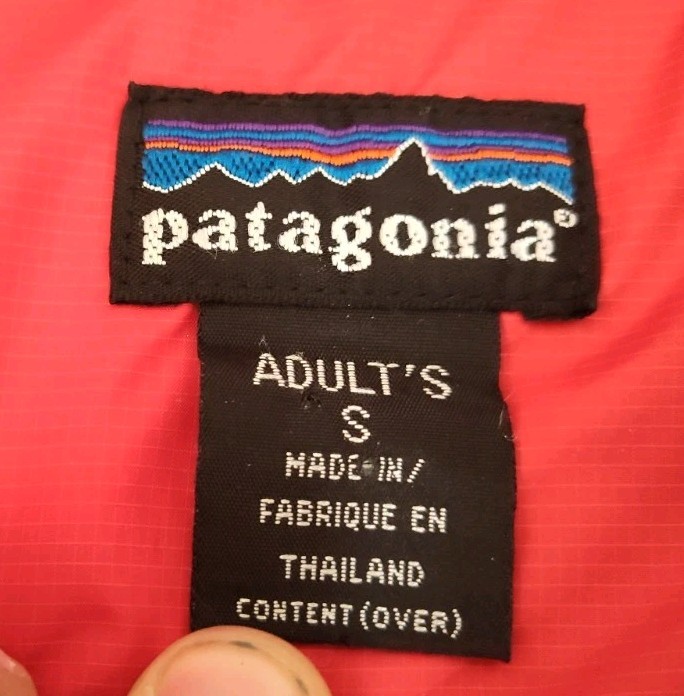 patagonia®
ADULT'S
S
MADE IN/
FABRIQUE EN
THAILAND
CONTENT(OVER)